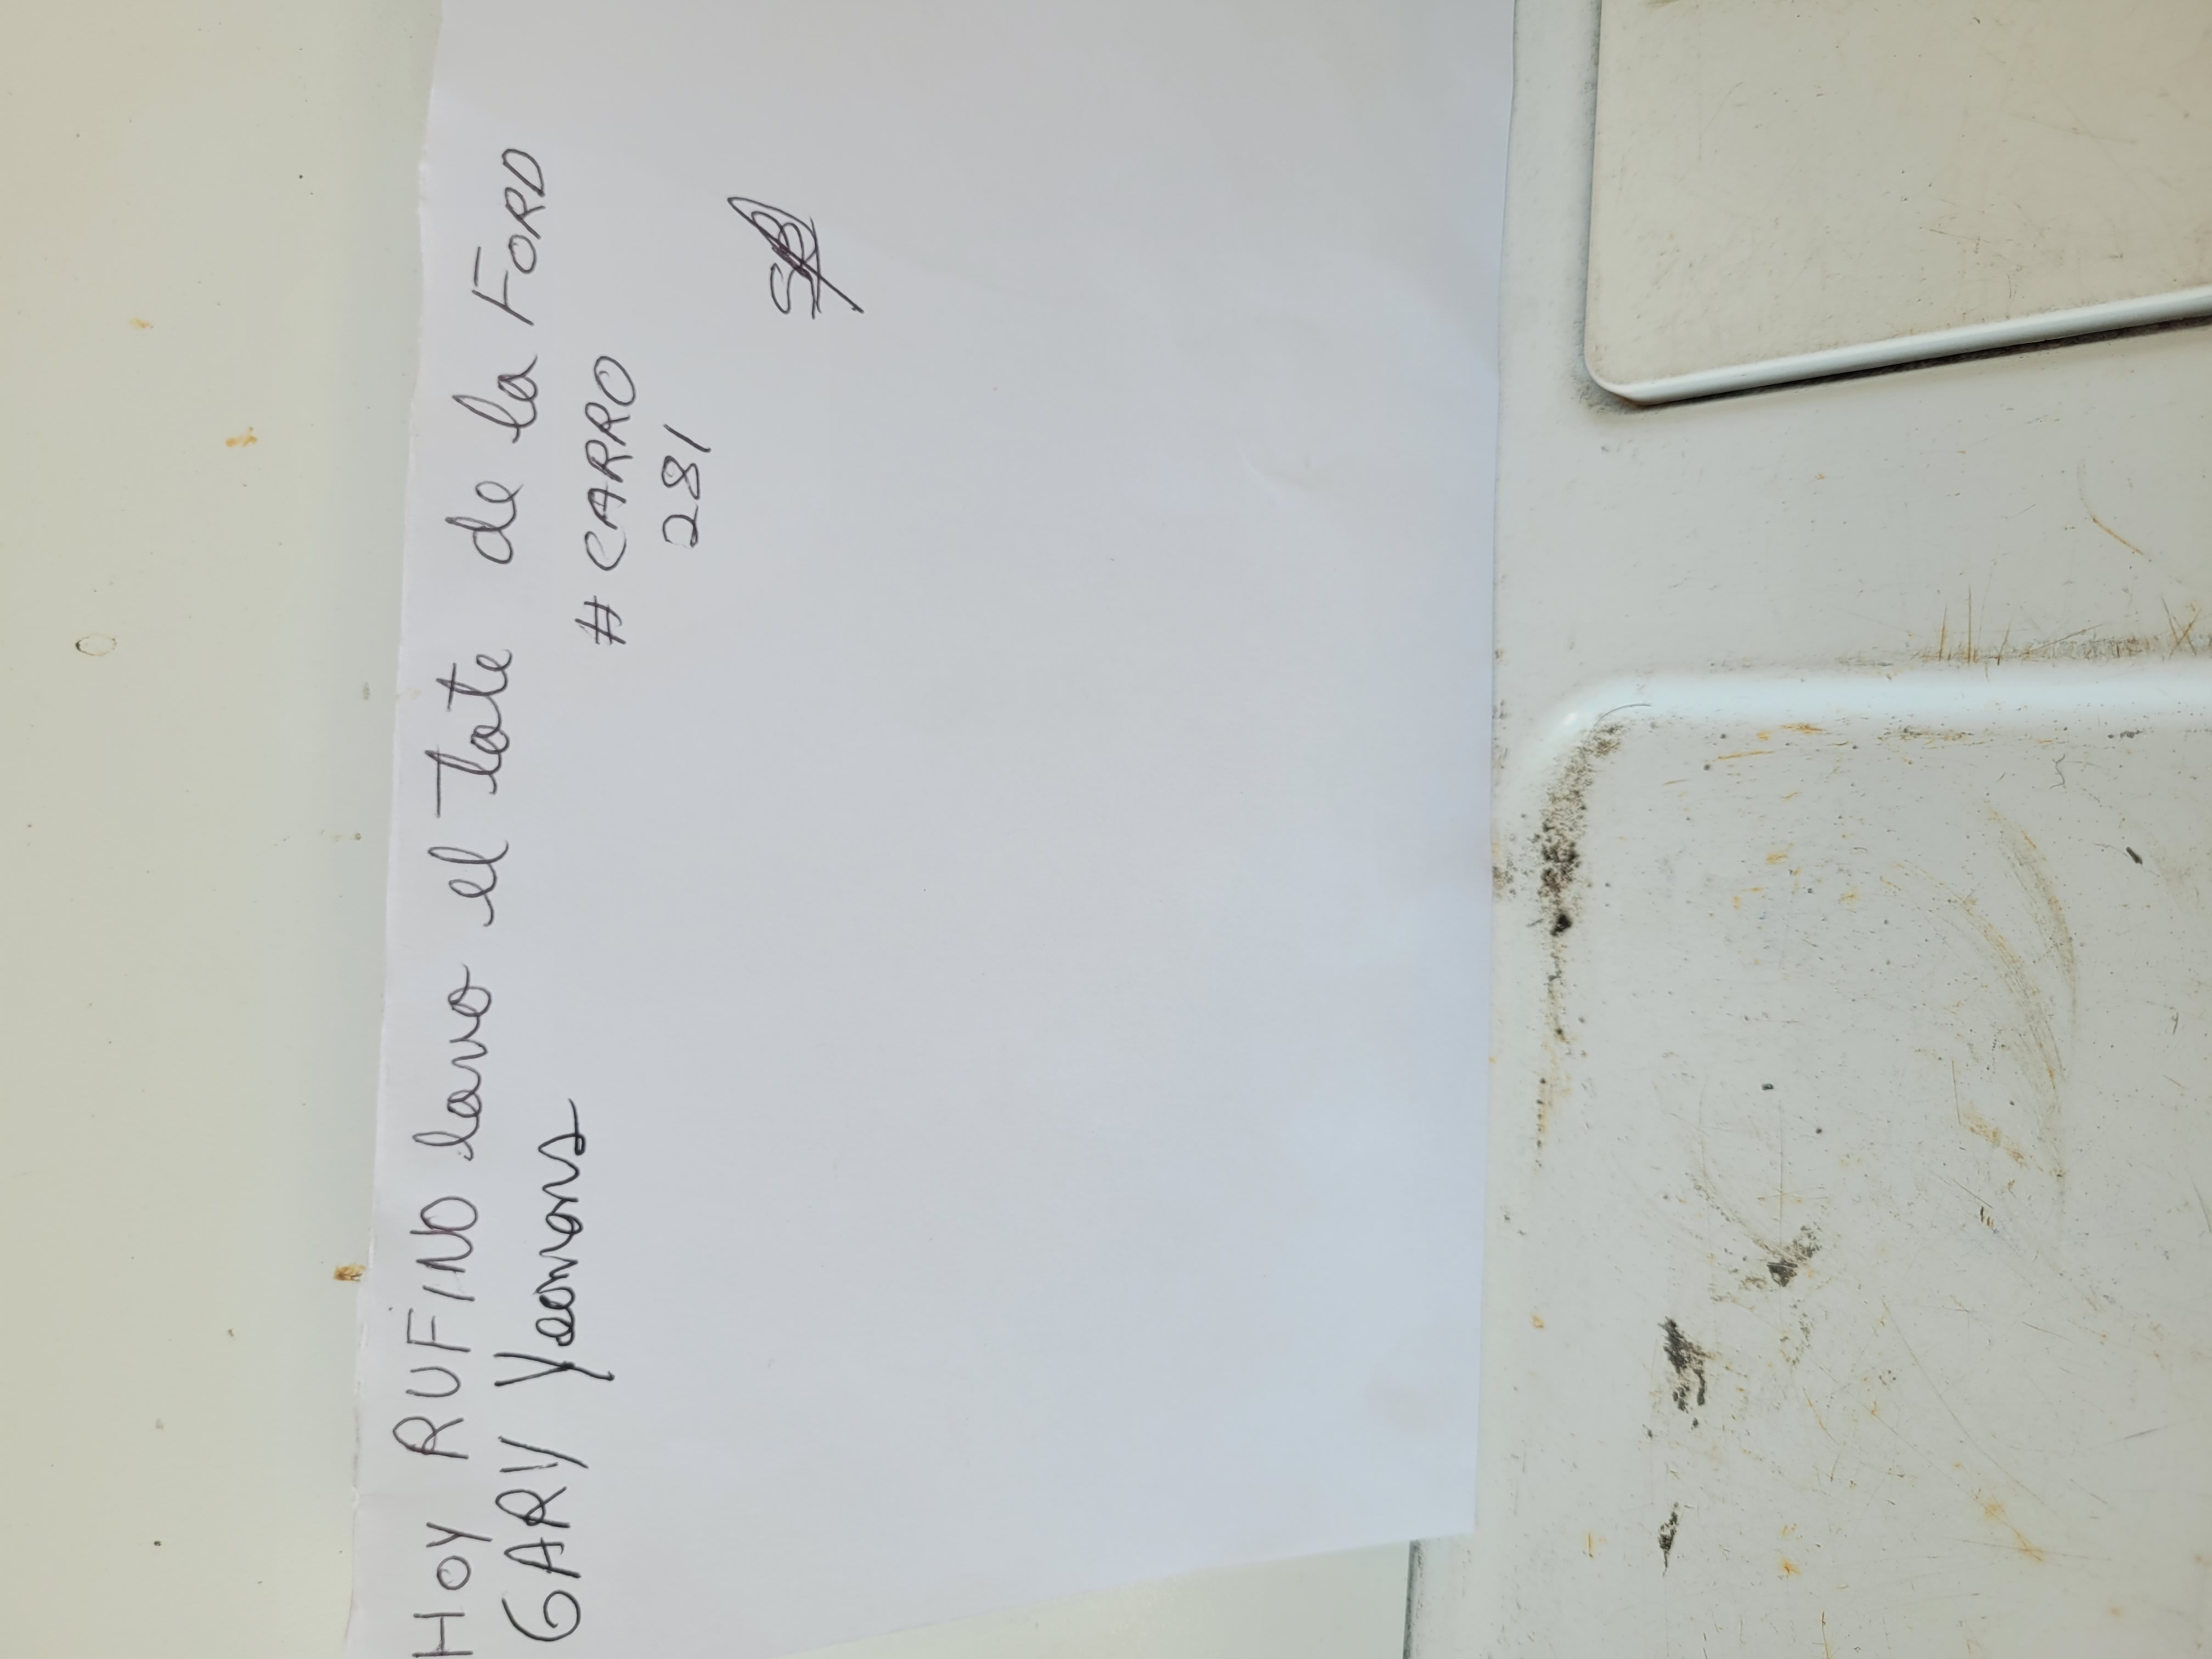 HOY RUFINO lavo el tote de la FORD
GARY Yeomans
# CARRO
281